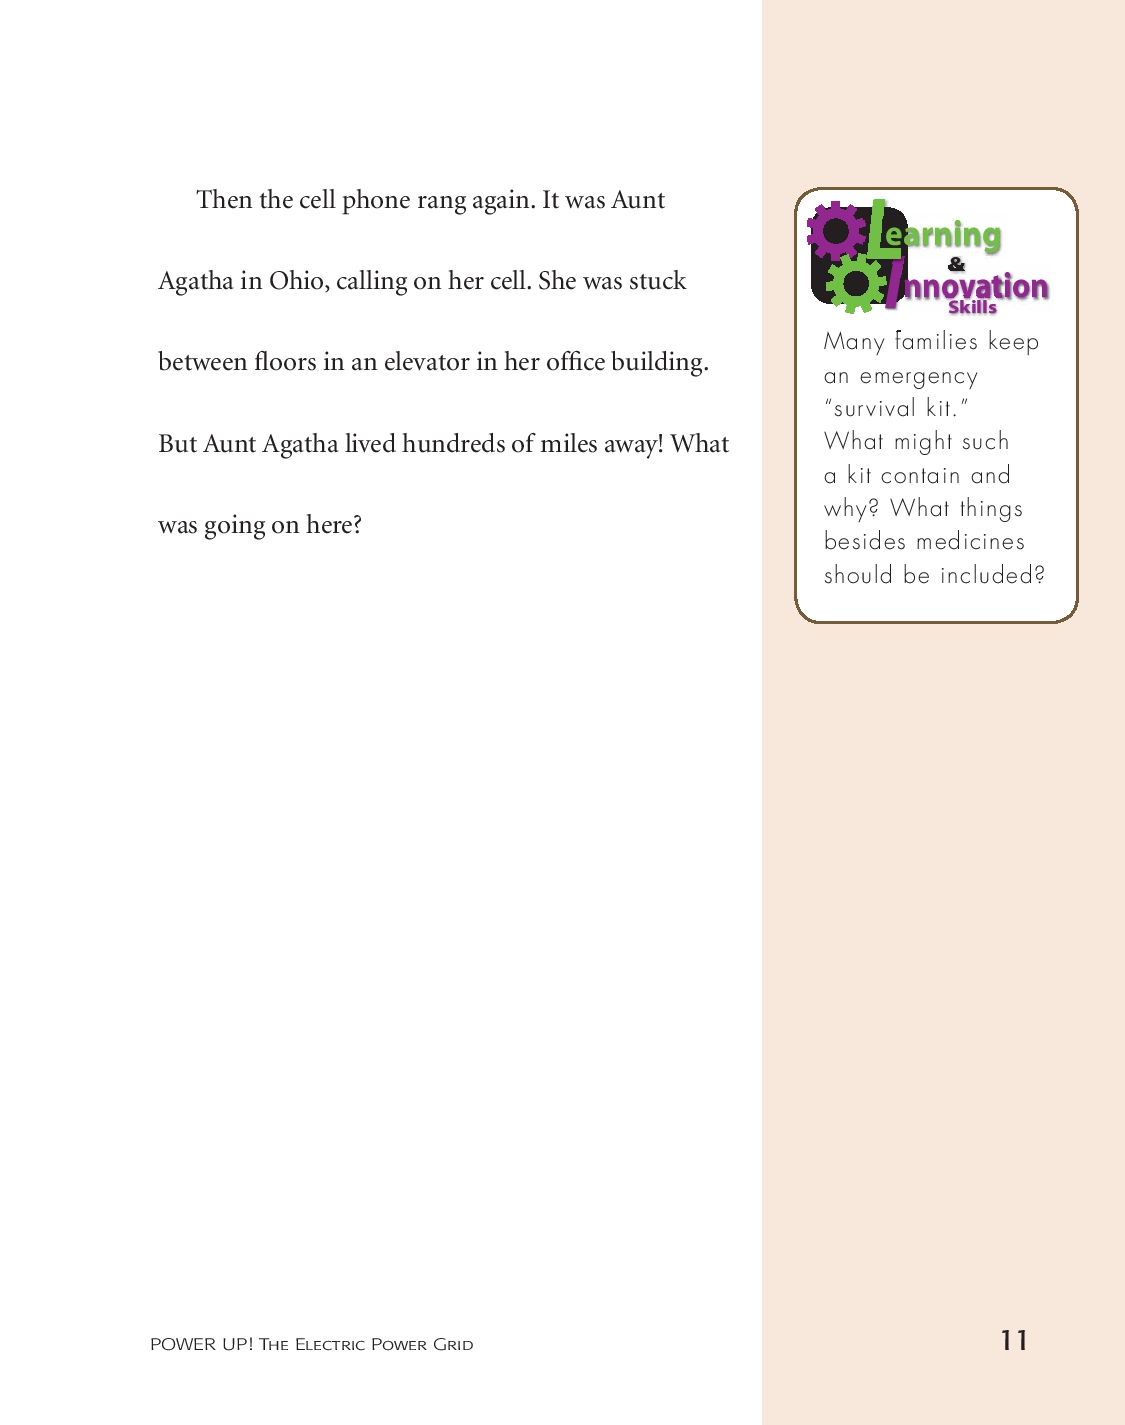 Then the cell phone rang again. It was Aunt
Agatha in Ohio, calling on her cell. She was stuck
between floors in an elevator in her office building.
But Aunt Agatha lived hundreds of miles away! What
was going on here?
Learning
&
Innovation
Skills
Many families keep
an emergency
“survival kit.”
What might such
a kit contain and
why? What things
besides medicines
should be included?
POWER UP! The Electric Power Grid
11